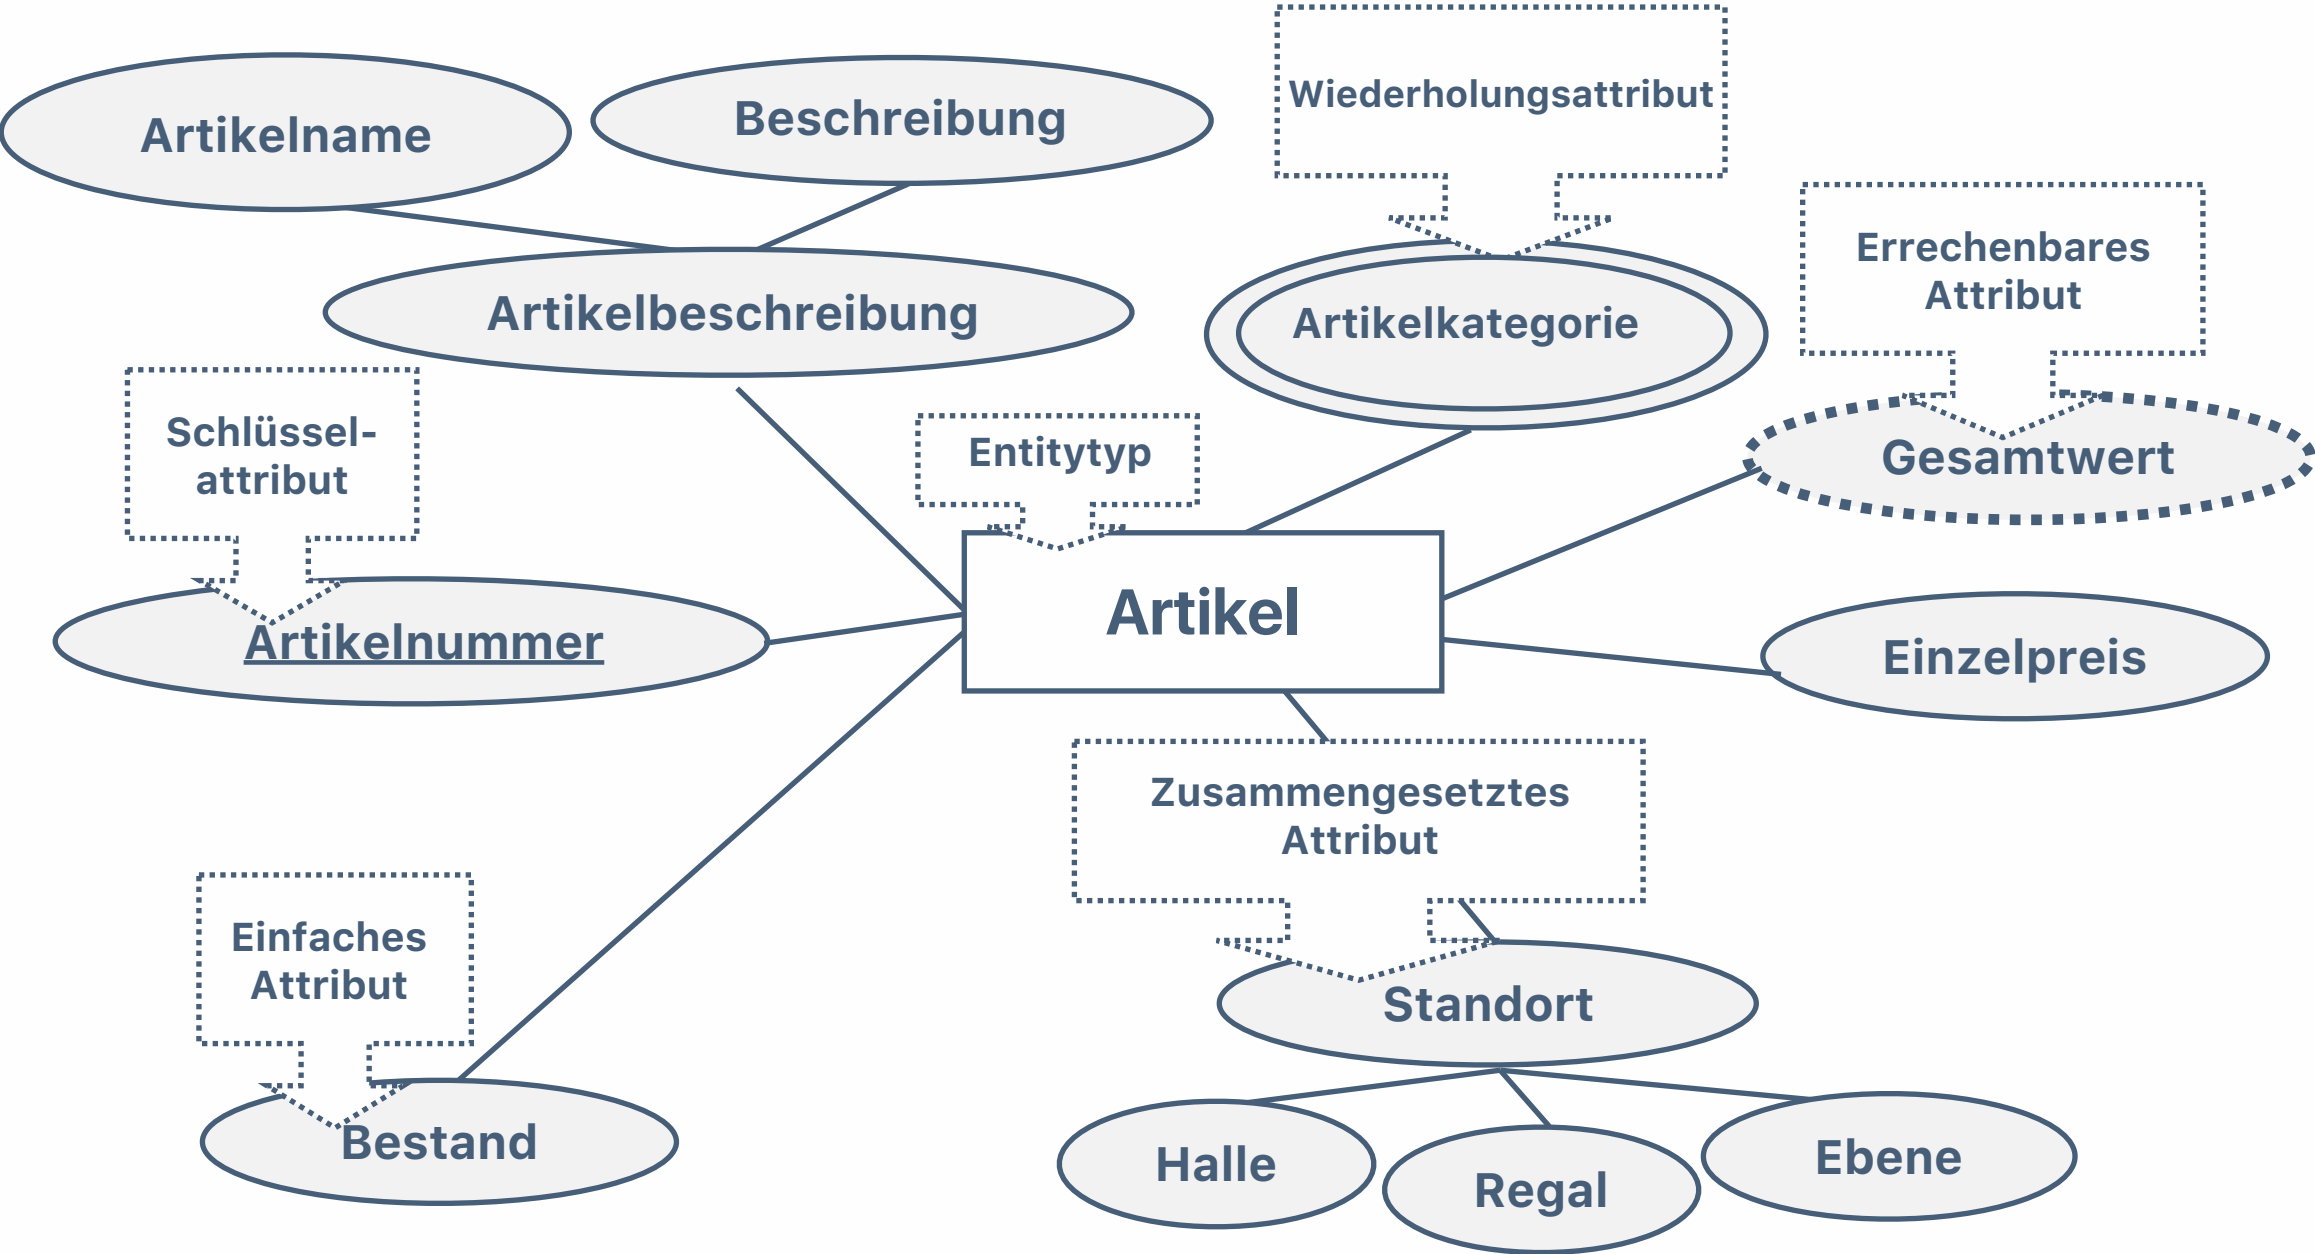 Wiederholungsattribut
Artikelname
Beschreibung
Errechenbares
Attribut
Artikelbeschreibung
Artikelkategorie
Schlüssel-
attribut
Entitytyp
Gesamtwert
Artikel
Artikelnummer
Einzelpreis
Zusammengesetztes
Attribut
Einfaches
Attribut
Standort
Bestand
Halle
Regal
Ebene